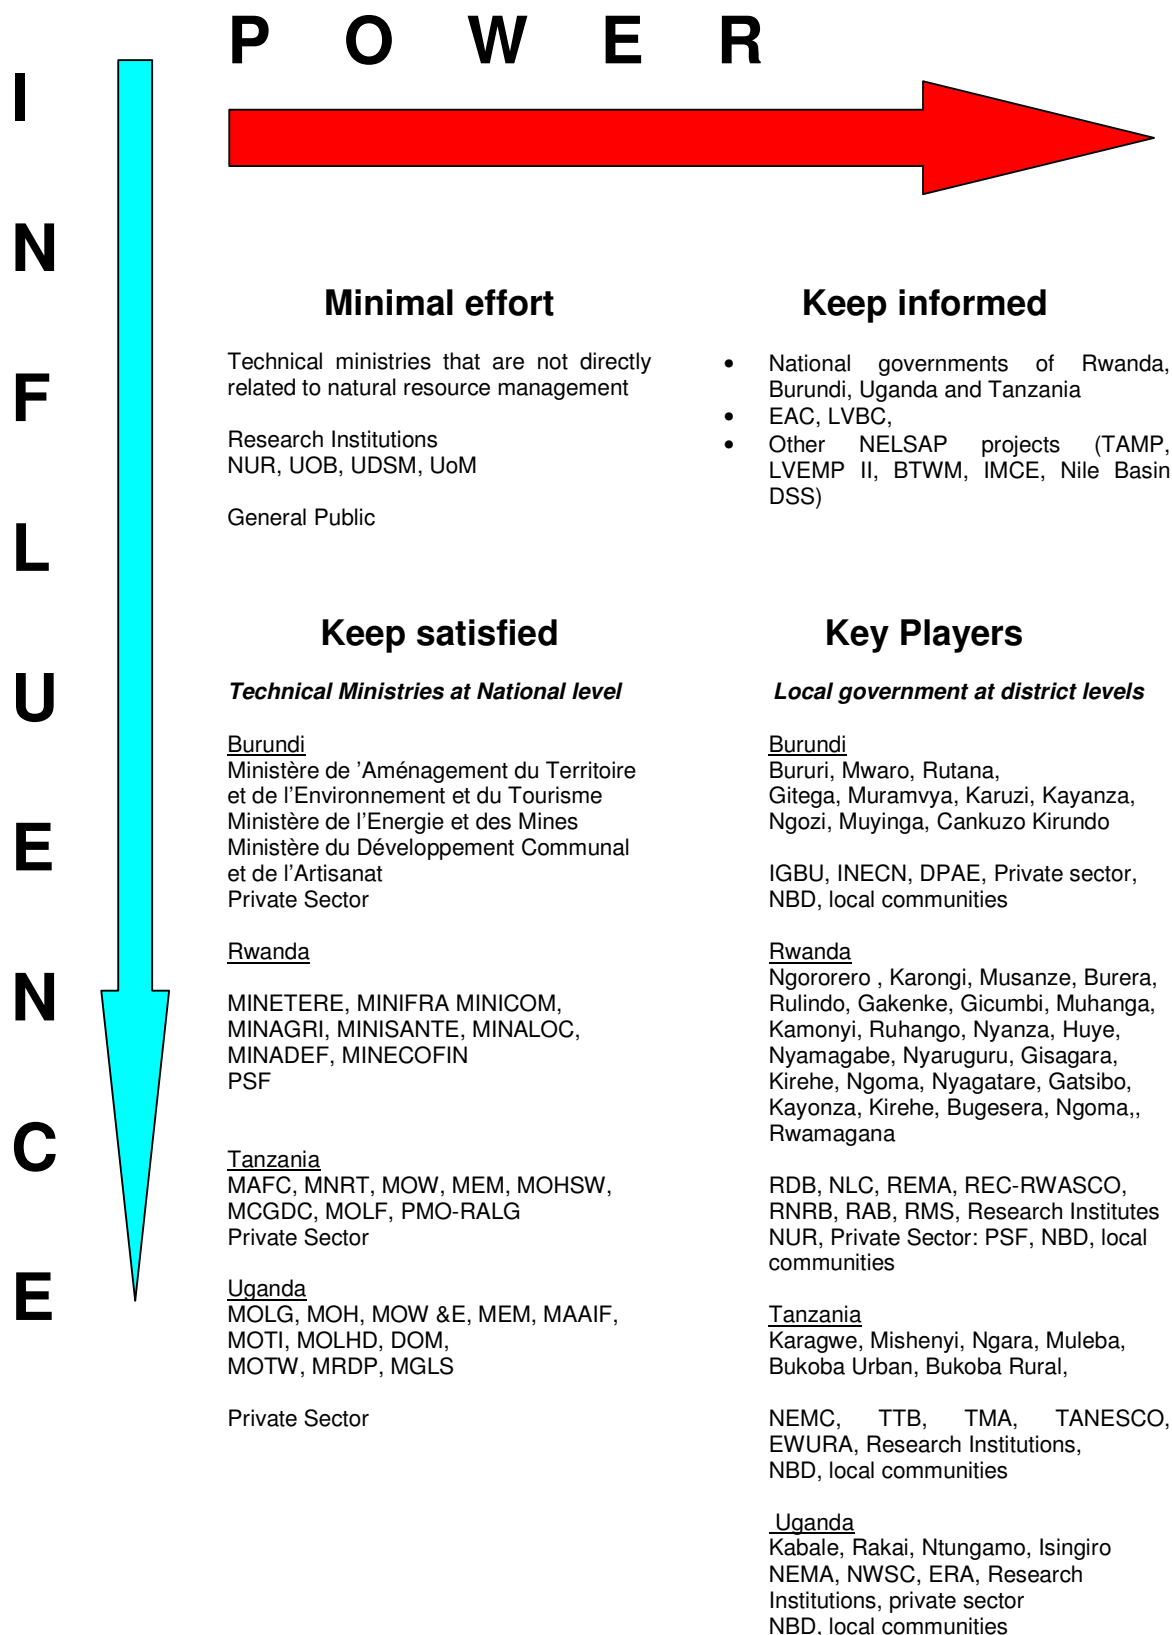 P O W E R
I
N
F
L
U
E
N
C
E
Minimal effort
Technical ministries that are not directly
related to natural resource management
Research Institutions
NUR, UOB, UDSM, UoM
General Public
Keep informed
• National governments of Rwanda,
Burundi, Uganda and Tanzania
• EAC, LVBC,
• Other NELSAP projects (TAMP,
LVEMP II, BTWM, IMCE, Nile Basin
DSS)
Keep satisfied
Technical Ministries at National level
Burundi
Ministère de ’Aménagement du Territoire
et de l’Environnement et du Tourisme
Ministère de l’Energie et des Mines
Ministère du Développement Communal
et de l’Artisanat
Private Sector
Rwanda
MINETERE, MINIFRA MINICOM,
MINAGRI, MINISANTE, MINALOC,
MINADEF, MINECOFIN
PSF
Tanzania
MAFC, MNRT, MOW, MEM, MOHSW,
MCGDC, MOLF, PMO-RALG
Private Sector
Uganda
MOLG, MOH, MOW &E, MEM, MAAIF,
MOTI, MOLHD, DOM,
MOTW, MRDP, MGLS
Private Sector
Key Players
Local government at district levels
Burundi
Bururi, Mwaro, Rutana,
Gitega, Muramvya, Karuzi, Kayanza,
Ngozi, Muyinga, Cankuzo Kirundo
IGBU, INECN, DPAE, Private sector,
NBD, local communities
Rwanda
Ngororero , Karongi, Musanze, Burera,
Rulindo, Gakenke, Gicumbi, Muhanga,
Kamonyi, Ruhango, Nyanza, Huye,
Nyamagabe, Nyaruguru, Gisagara,
Kirehe, Ngoma, Nyagatare, Gatsibo,
Kayonza, Kirehe, Bugesera, Ngoma,,
Rwamagana
RDB, NLC, REMA, REC-RWASCO,
RNRB, RAB, RMS, Research Institutes
NUR, Private Sector: PSF, NBD, local
communities
Tanzania
Karagwe, Mishenyi, Ngara, Muleba,
Bukoba Urban, Bukoba Rural,
NEMC, TTB, TMA, TANESCO,
EWURA, Research Institutions,
NBD, local communities
Uganda
Kabale, Rakai, Ntungamo, Isingiro
NEMA, NWSC, ERA, Research
Institutions, private sector
NBD, local communities